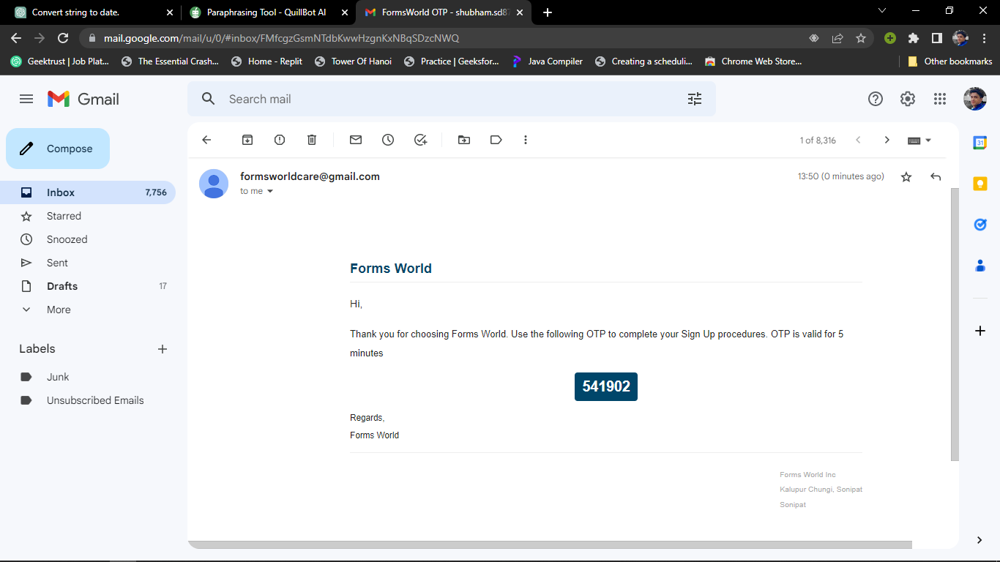 Convert string to date.
Paraphrasing Tool - QuillBot AI
FormsWorld OTP - shubham.sd87
mail.google.com/mail/u/0/#inbox/FMfcgzGsmNTdbKwwHzgnKxNBqSDzcNWQ
Geektrust | Job Plat...
The Essential Crash...
Home - Replit
Tower Of Hanoi
Practice | Geeksfor...
Java Compiler
Creating a scheduli...
Chrome Web Store...
Other bookmarks
Gmail
Search mail
Compose
1 of 8,316
Inbox 7,756
Starred
Snoozed
Sent
Drafts 17
More
Labels
Junk
Unsubscribed Emails
formsworldcare@gmail.com
13:50 (0 minutes ago)
to me
Forms World
Hi,
Thank you for choosing Forms World. Use the following OTP to complete your Sign Up procedures. OTP is valid for 5
minutes
541902
Regards,
Forms World
Forms World Inc
Kalupur Chungi, Sonipat
Sonipat
31